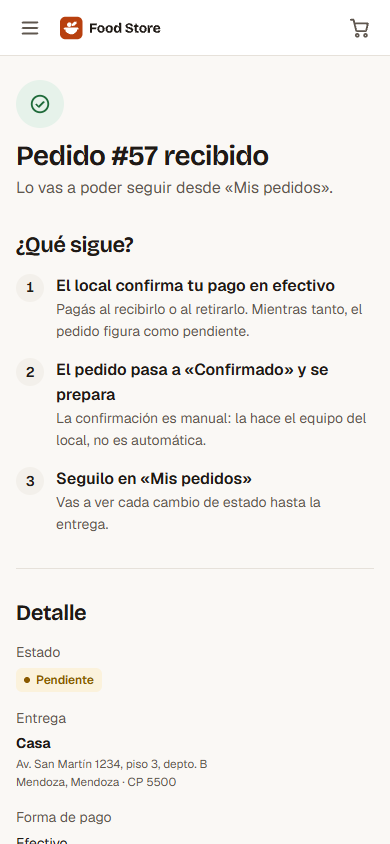 Food Store
Pedido #57 recibido
Lo vas a poder seguir desde «Mis pedidos».
¿Qué sigue?
1
El local confirma tu pago en efectivo
Pagás al recibirlo o al retirarlo. Mientras tanto, el
pedido figura como pendiente.
2
El pedido pasa a «Confirmado» y se
prepara
La confirmación es manual: la hace el equipo del
local, no es automática.
3
Seguilo en «Mis pedidos»
Vas a ver cada cambio de estado hasta la
entrega.
Detalle
Estado
Pendiente
Entrega
Casa
Av. San Martín 1234, piso 3, depto. B
Mendoza, Mendoza · CP 5500
Forma de pago
Efectivo